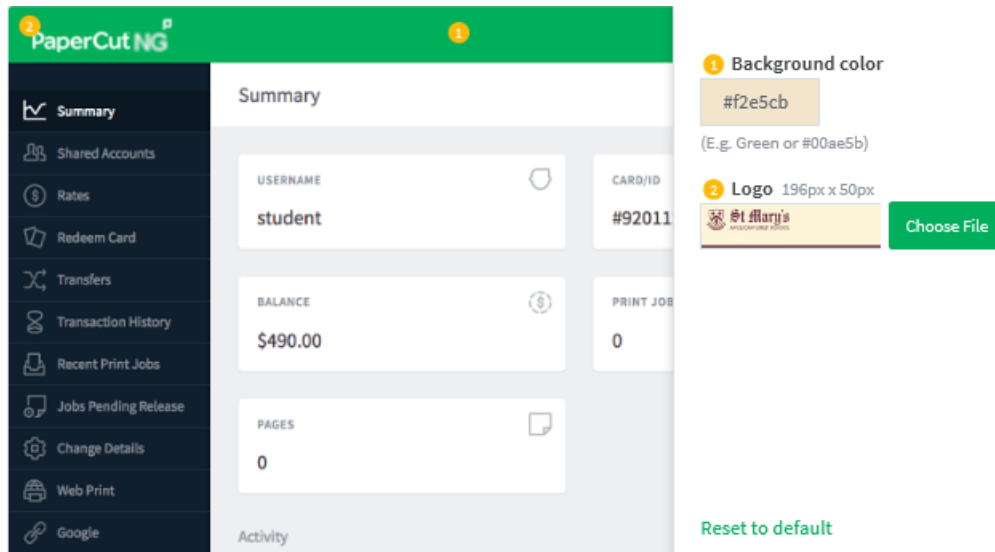 2
PaperCut NG
1
Summary
Shared Accounts
Rates
Redeem Card
Transfers
Transaction History
Recent Print Jobs
Jobs Pending Release
Change Details
Web Print
Google
Summary
USERNAME
student
CARD/ID
#92011
BALANCE
$490.00
PRINT JOB
0
PAGES
0
Activity
1 Background color
#f2e5cb
(E.g. Green or #00ae5b)
2 Logo 196px x 50px
St Mary's
ANGLICAN GIRLS' SCHOOL
Choose File
Reset to default